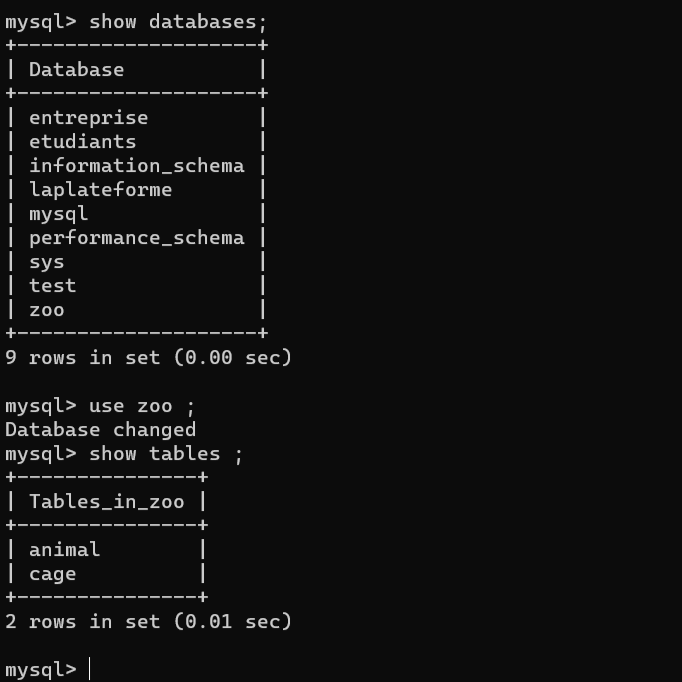 mysql> show databases;
+--------------------+
| Database           |
+--------------------+
| entreprise         |
| etudiants          |
| information_schema |
| laplateforme       |
| mysql              |
| performance_schema |
| sys                |
| test               |
| zoo                |
+--------------------+
9 rows in set (0.00 sec)

mysql> use zoo ;
Database changed
mysql> show tables ;
+---------------+
| Tables_in_zoo |
+---------------+
| animal        |
| cage          |
+---------------+
2 rows in set (0.01 sec)

mysql>